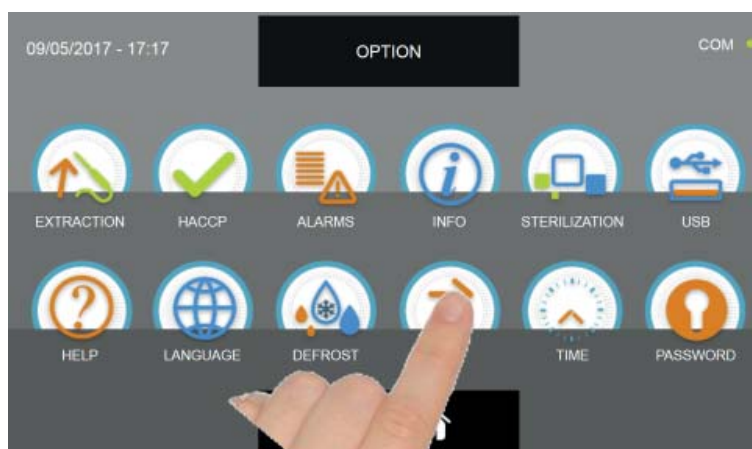 09/05/2017 - 17:17
OPTION
COM
EXTRACTION
HACCP
ALARMS
INFO
STERILIZATION
USB
HELP
LANGUAGE
DEFROST
TIME
PASSWORD